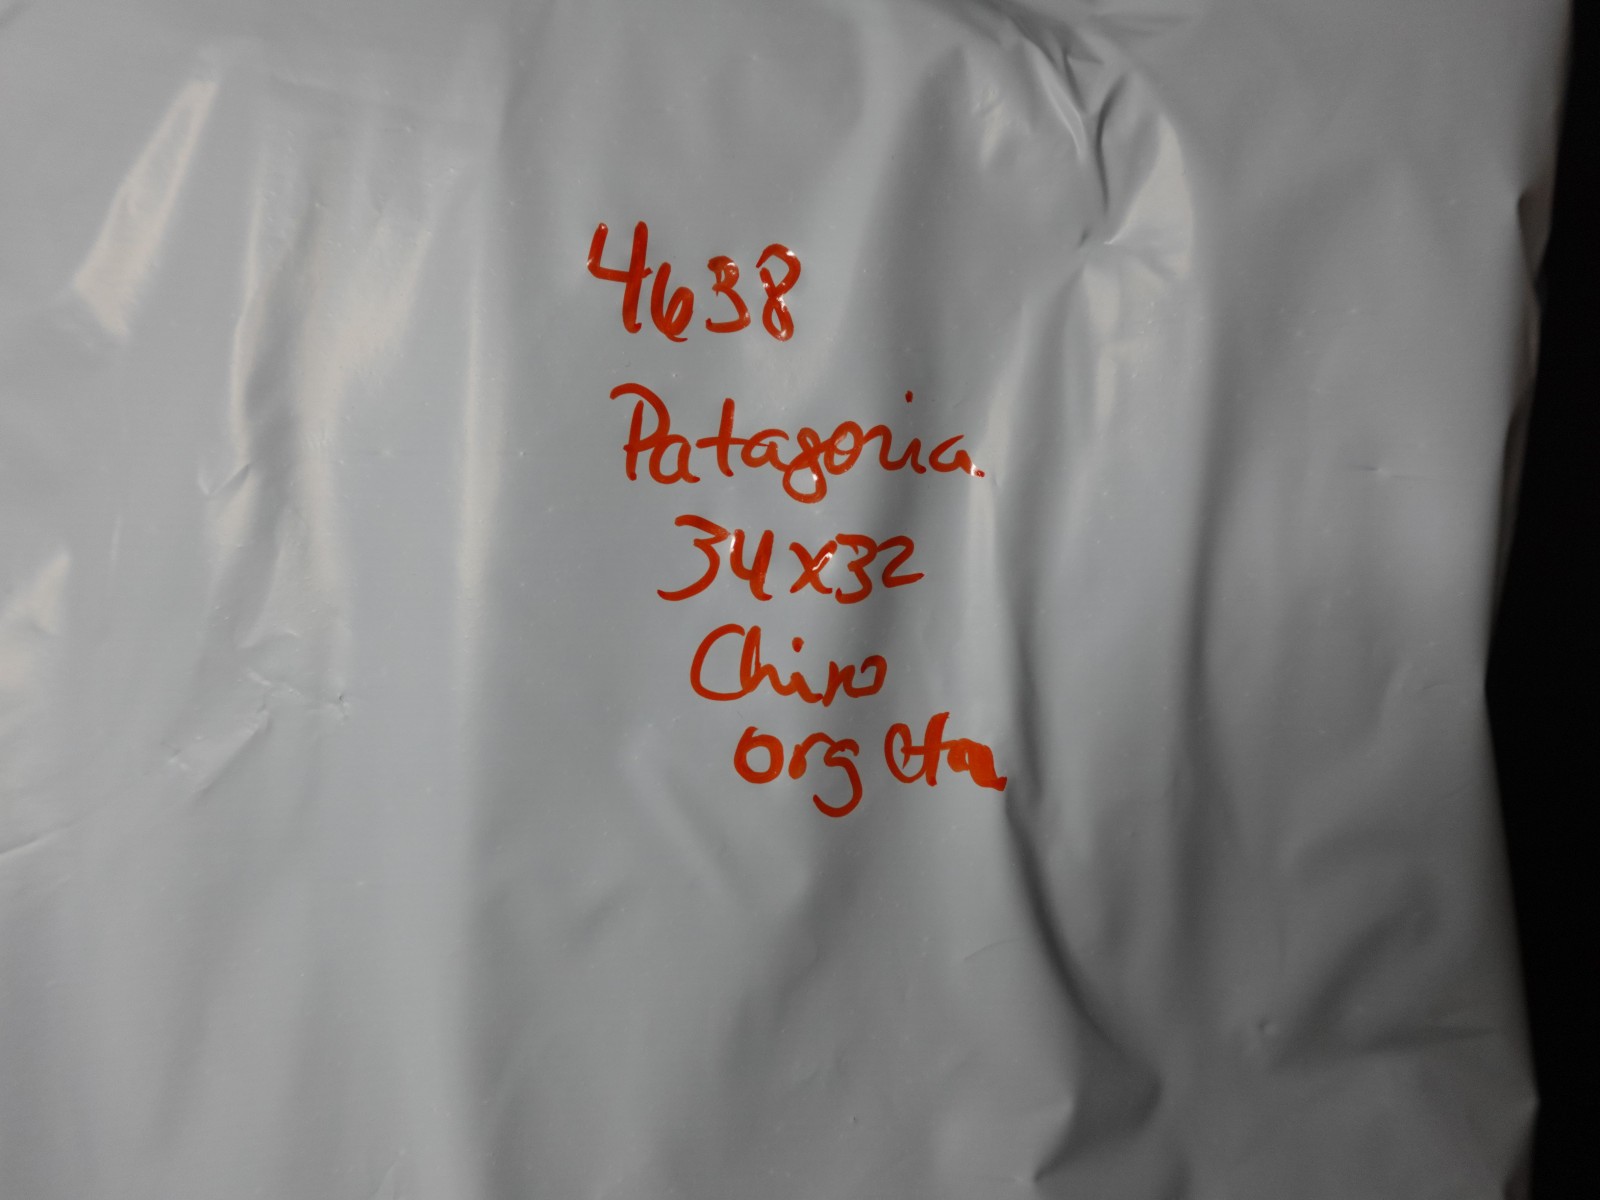 4638
Patagonia
34x32
Chino
org